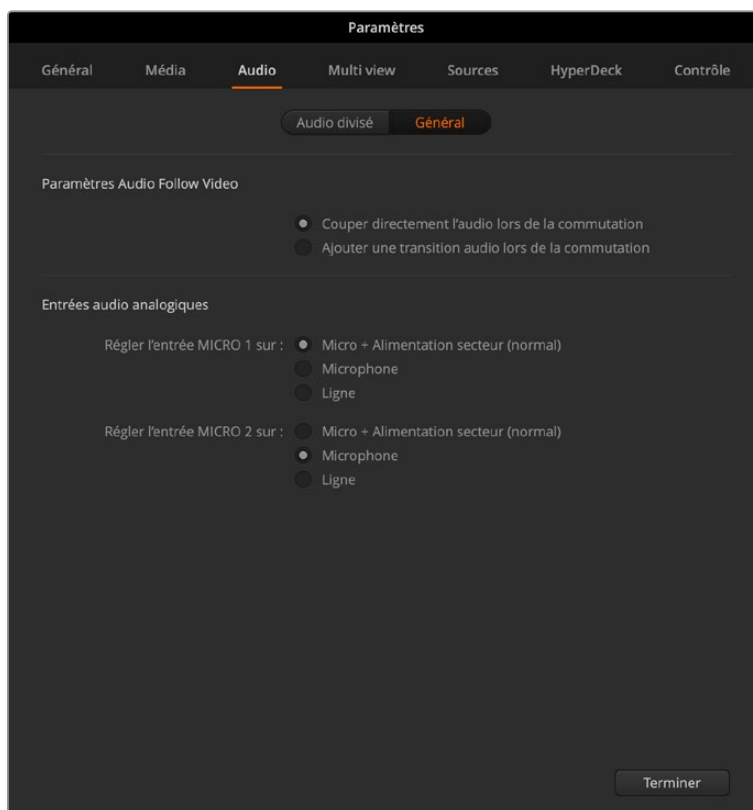 Paramètres
Général Média Audio Multi view Sources HyperDeck Contrôle
Audio divisé Général
Paramètres Audio Follow Video
Couper directement l'audio lors de la commutation
Ajouter une transition audio lors de la commutation
Entrées audio analogiques
Régler l'entrée MICRO 1 sur : Micro + Alimentation secteur (normal)
Microphone
Ligne
Régler l'entrée MICRO 2 sur : Micro + Alimentation secteur (normal)
Microphone
Ligne
Terminer